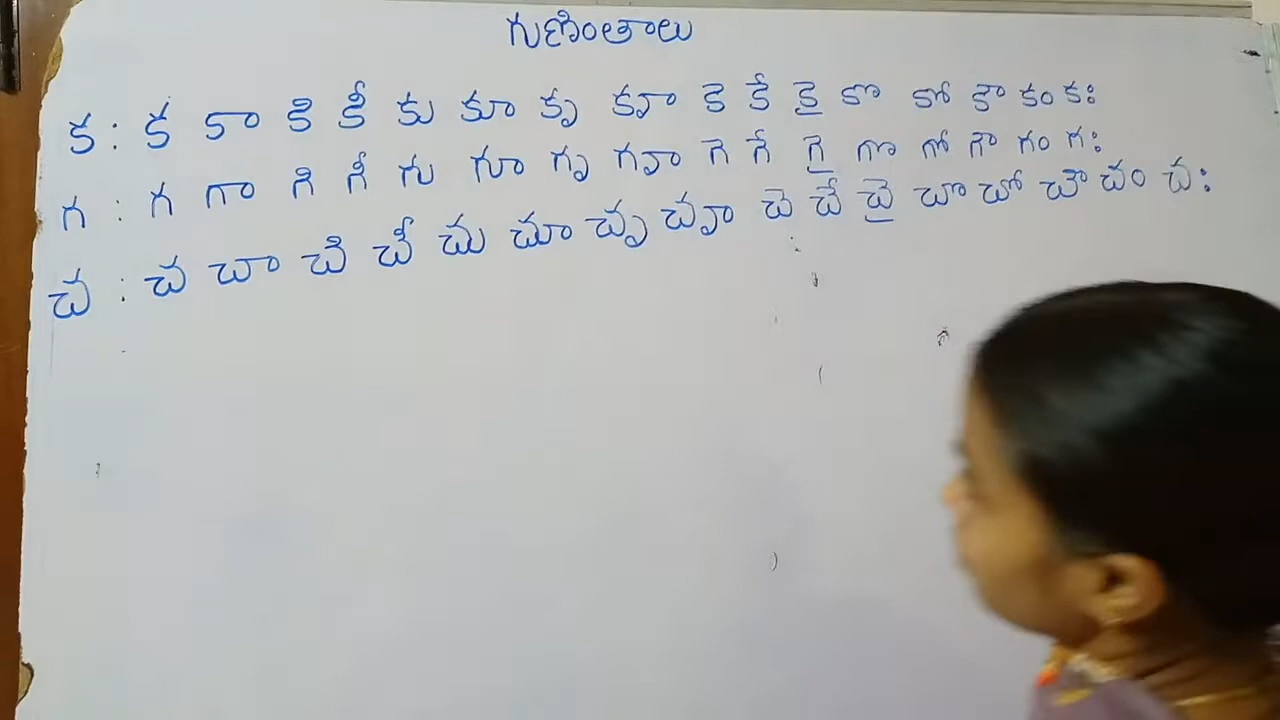 గుణింతాలు
క : క కా కి కీ కు కూ కృ కౄ కె కే కై కొ కో కౌ కం కః
గ : గ గా గి గీ గు గూ గృ గౄ గె గే గై గొ గో గౌ గం గః
చ : చ చా చి చీ చు చూ చృ చౄ చె చే చై చొ చో చౌ చం చః